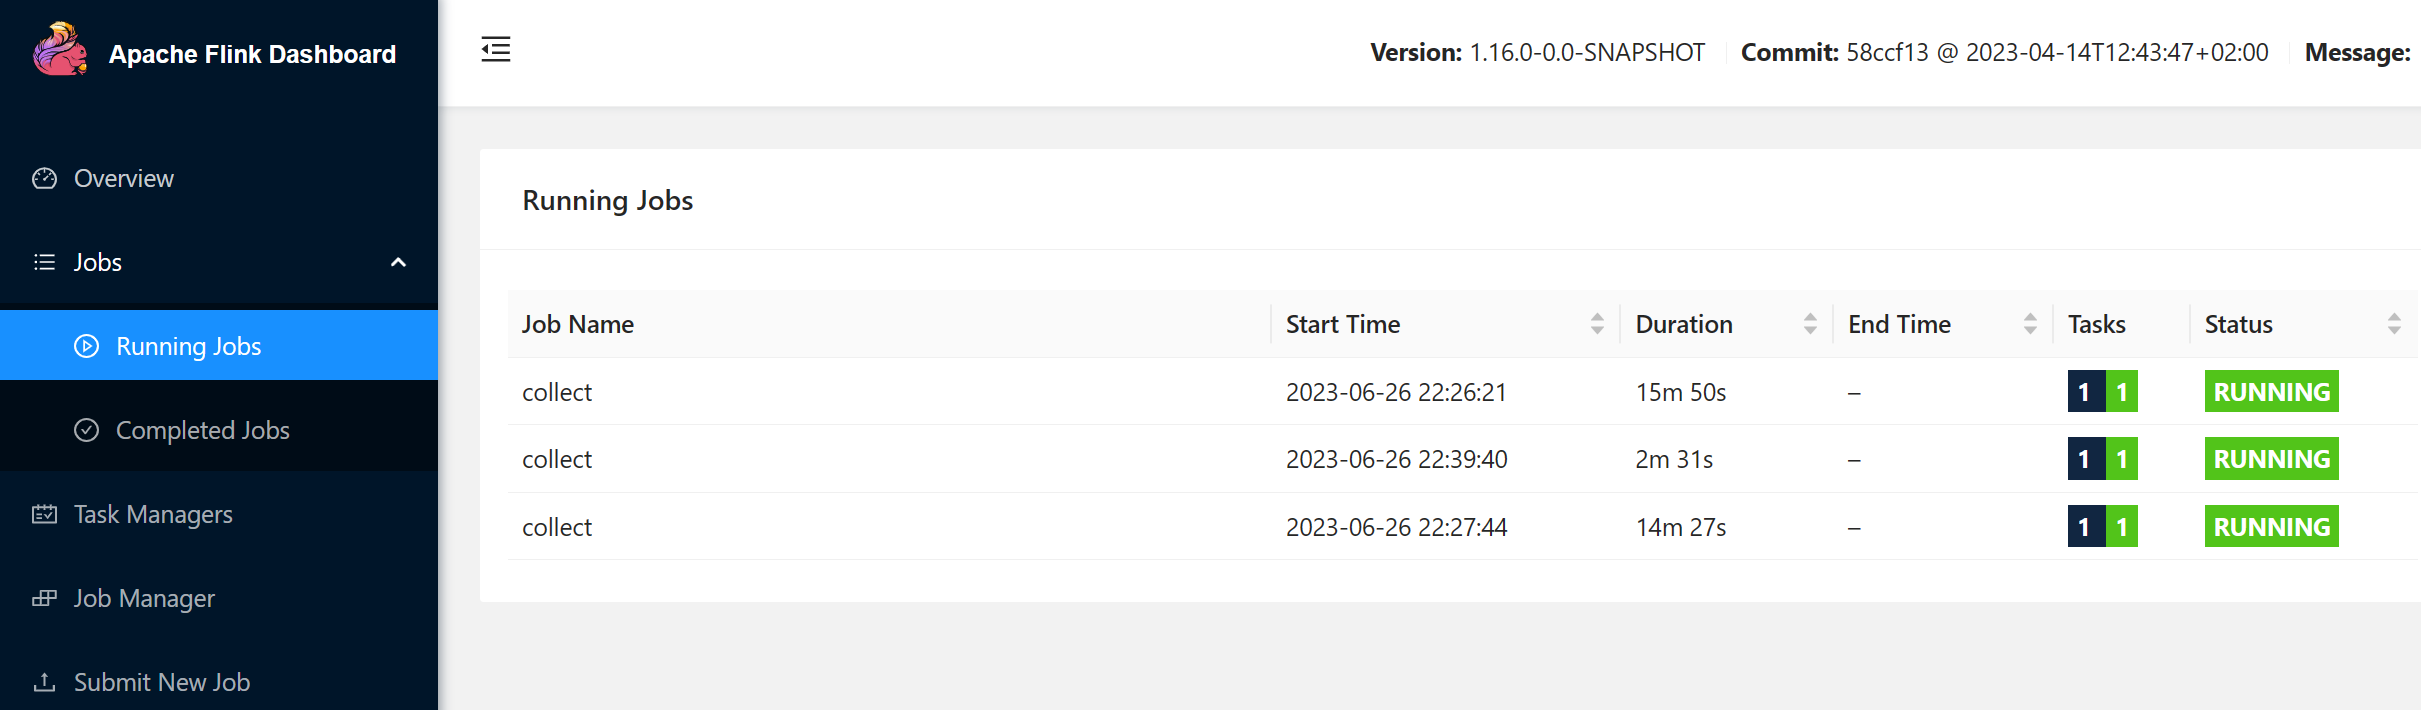 Apache Flink Dashboard
Version: 1.16.0-0.0-SNAPSHOT Commit: 58ccf13 @ 2023-04-14T12:43:47+02:00 Message:
Overview
Jobs
Running Jobs
Completed Jobs
Task Managers
Job Manager
Submit New Job
Running Jobs
Job Name Start Time Duration End Time Tasks Status
collect 2023-06-26 22:26:21 15m 50s – 1 1 RUNNING
collect 2023-06-26 22:39:40 2m 31s – 1 1 RUNNING
collect 2023-06-26 22:27:44 14m 27s – 1 1 RUNNING